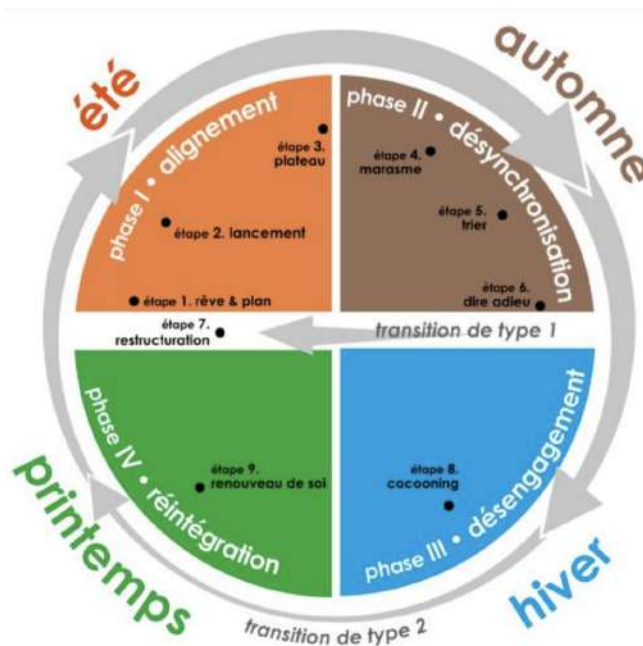 été
automne
phase I • alignement
étape 3.
plateau
étape 2. lancement
étape 1. rêve & plan
phase II • désynchronisation
étape 4.
marasme
étape 5.
trier
étape 6.
dire adieu
étape 7.
restructuration
transition de type 1
phase IV • réintégration
étape 9.
renouveau de soi
phase III • désengagement
étape 8.
cocooning
printemps
hiver
transition de type 2